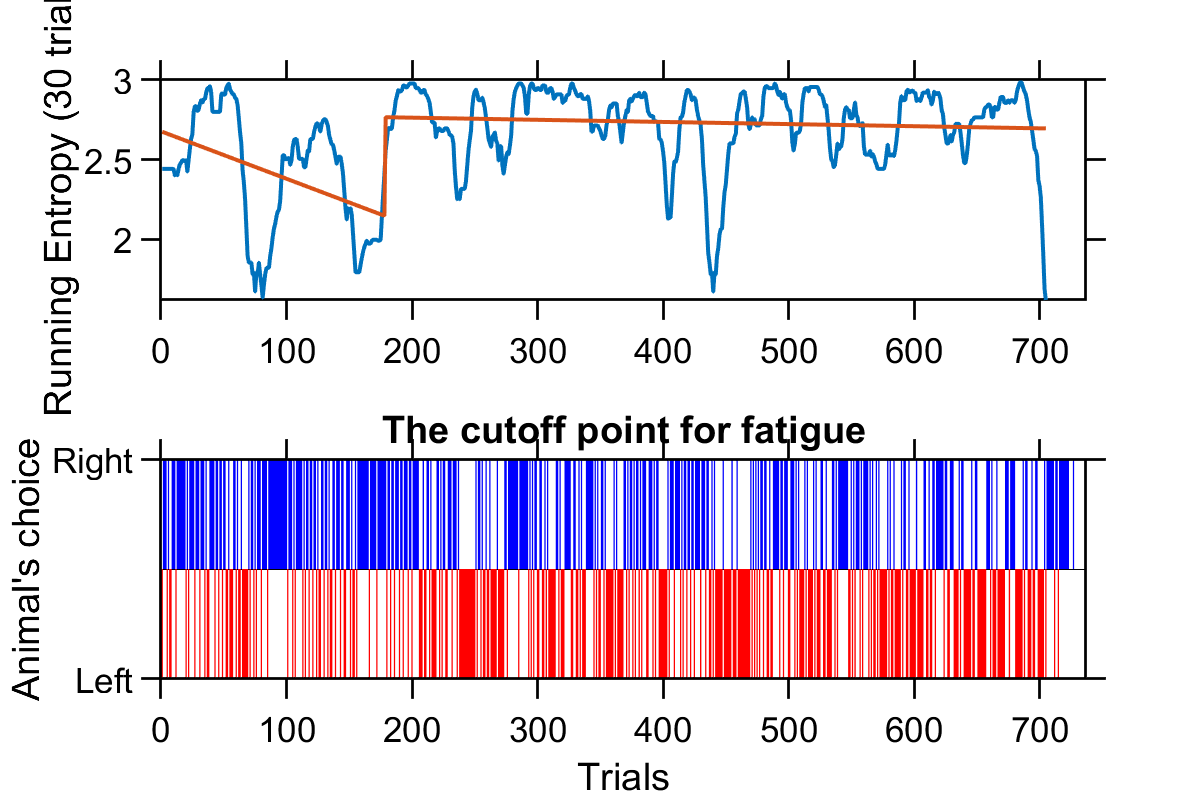 Running Entropy (30 trial
3
2.5
2
0 100 200 300 400 500 600 700
The cutoff point for fatigue
Animal's choice
Right
Left
0 100 200 300 400 500 600 700
Trials